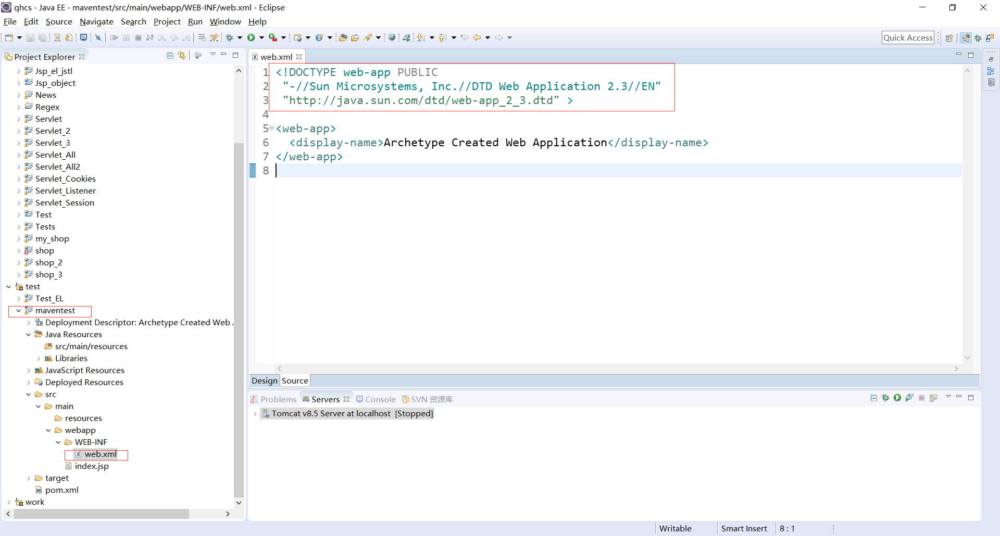 qhcs - Java EE - maventest/src/main/webapp/WEB-INF/web.xml - Eclipse
File Edit Source Navigate Search Project Run Window Help
Quick Access
Project Explorer
Jsp_el_jstl
Jsp_object
News
Regex
Servlet
Servlet_2
Servlet_3
Servlet_All
Servlet_All2
Servlet_Cookies
Servlet_Listener
Servlet_Session
Test
Tests
my_shop
shop
shop_2
shop_3
test
Test_EL
maventest
Deployment Descriptor: Archetype Created Web
Java Resources
src/main/resources
Libraries
JavaScript Resources
Deployed Resources
src
main
resources
webapp
WEB-INF
web.xml
index.jsp
target
pom.xml
work
web.xml
1 <!DOCTYPE web-app PUBLIC
2 "-//Sun Microsystems, Inc.//DTD Web Application 2.3//EN"
3 "http://java.sun.com/dtd/web-app_2_3.dtd" >
4
5 <web-app>
6 <display-name>Archetype Created Web Application</display-name>
7 </web-app>
8
Design Source
Problems Servers Console SVN 资源库
Tomcat v8.5 Server at localhost [Stopped]
Writable Smart Insert 8 : 1